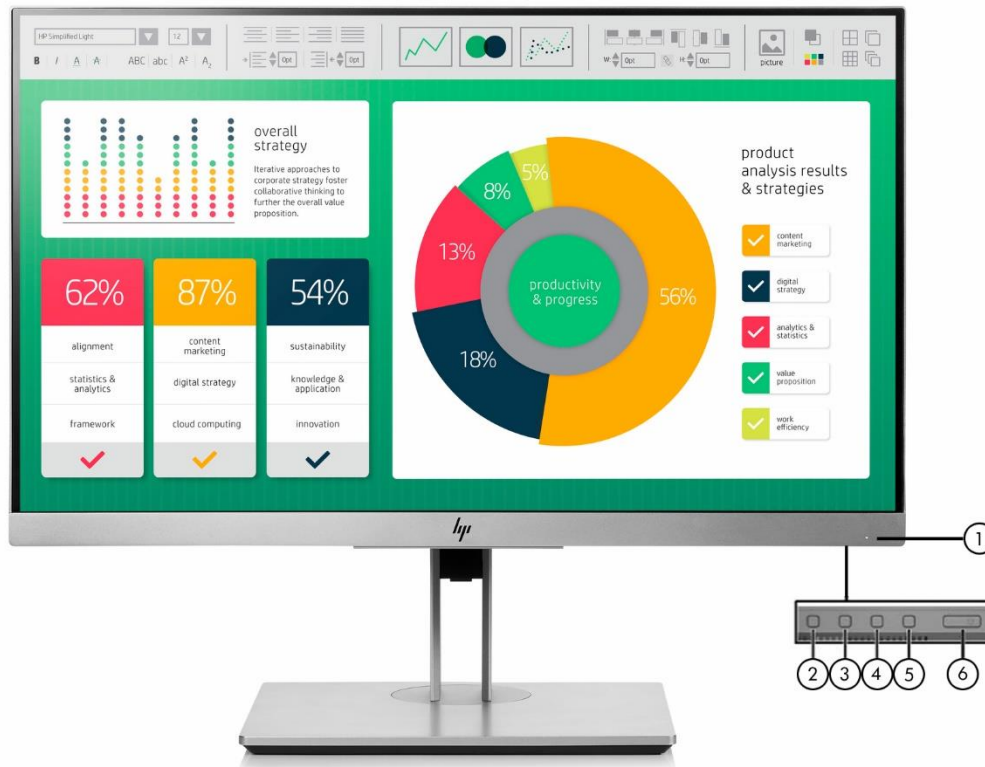 HP Simplified Light
12
B I A A ABC abc A² A₂
0pt
0pt
W: 0pt H: 0pt
picture
overall
strategy
Iterative approaches to
corporate strategy foster
collaborative thinking to
further the overall value
proposition.
62%
alignment
statistics &
analytics
framework
87%
content
marketing
digital strategy
cloud computing
54%
sustainability
knowledge &
application
innovation
5%
8%
13%
18%
56%
productivity
& progress
product
analysis results
& strategies
content
marketing
digital
strategy
analytics &
statistics
value
proposition
work
efficiency
hp
1
2 3 4 5 6